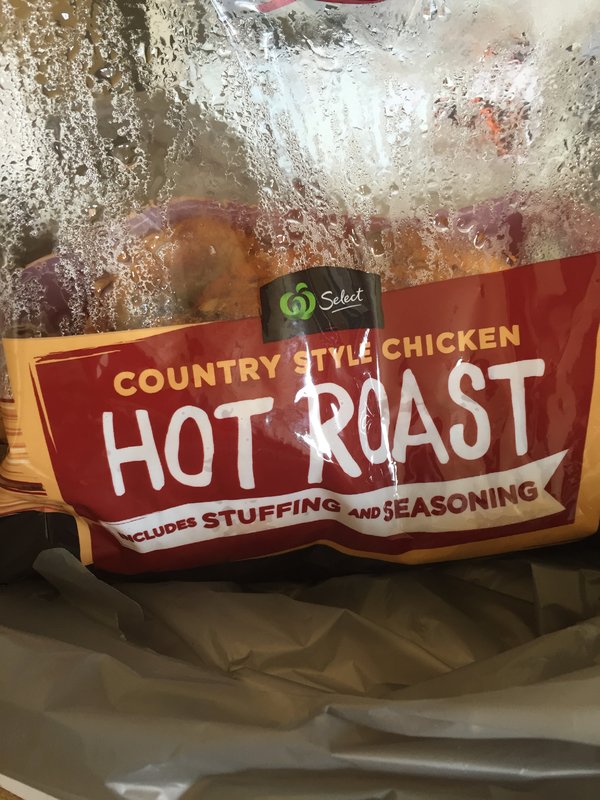 Select
COUNTRY STYLE CHICKEN
HOT ROAST
INCLUDES STUFFING AND SEASONING